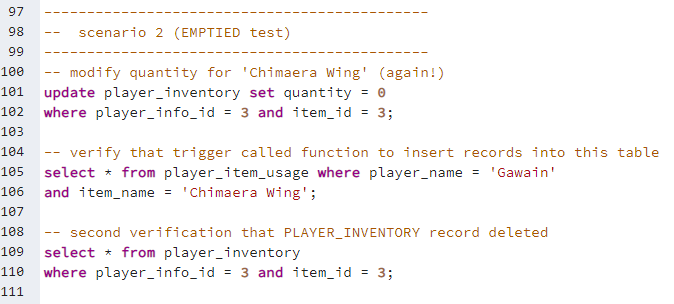 97 ---------------------------------------------
98 --  scenario 2 (EMPTIED test)
99 ---------------------------------------------
100 -- modify quantity for 'Chimaera Wing' (again!)
101 update player_inventory set quantity = 0
102 where player_info_id = 3 and item_id = 3;
103
104 -- verify that trigger called function to insert records into this table
105 select * from player_item_usage where player_name = 'Gawain'
106 and item_name = 'Chimaera Wing';
107
108 -- second verification that PLAYER_INVENTORY record deleted
109 select * from player_inventory
110 where player_info_id = 3 and item_id = 3;
111